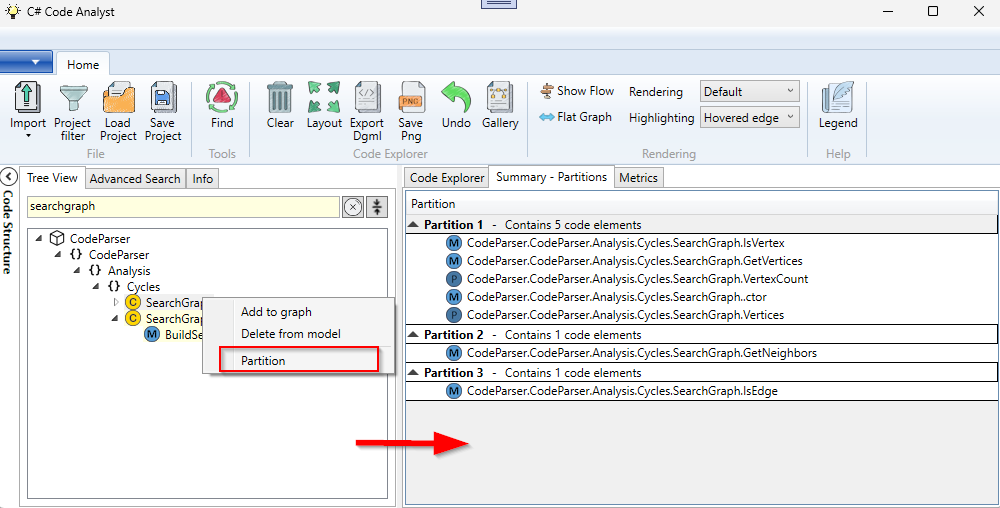 C# Code Analyst
Home
Import
Project filter
Load Project
Save Project
Find
Clear
Layout
Export Dgml
Save Png
PNG
Undo
Gallery
Show Flow
Flat Graph
Rendering
Default
Highlighting
Hovered edge
Legend
File
Tools
Code Explorer
Rendering
Help
Code Structure
Tree View
Advanced Search
Info
searchgraph
CodeParser
{} CodeParser
{} Analysis
{} Cycles
C SearchGrap
C SearchGrap
M BuildSe
Add to graph
Delete from model
Partition
Code Explorer
Summary - Partitions
Metrics
Partition
Partition 1 - Contains 5 code elements
M CodeParser.CodeParser.Analysis.Cycles.SearchGraph.IsVertex
M CodeParser.CodeParser.Analysis.Cycles.SearchGraph.GetVertices
P CodeParser.CodeParser.Analysis.Cycles.SearchGraph.VertexCount
M CodeParser.CodeParser.Analysis.Cycles.SearchGraph..ctor
P CodeParser.CodeParser.Analysis.Cycles.SearchGraph.Vertices
Partition 2 - Contains 1 code elements
M CodeParser.CodeParser.Analysis.Cycles.SearchGraph.GetNeighbors
Partition 3 - Contains 1 code elements
M CodeParser.CodeParser.Analysis.Cycles.SearchGraph.IsEdge